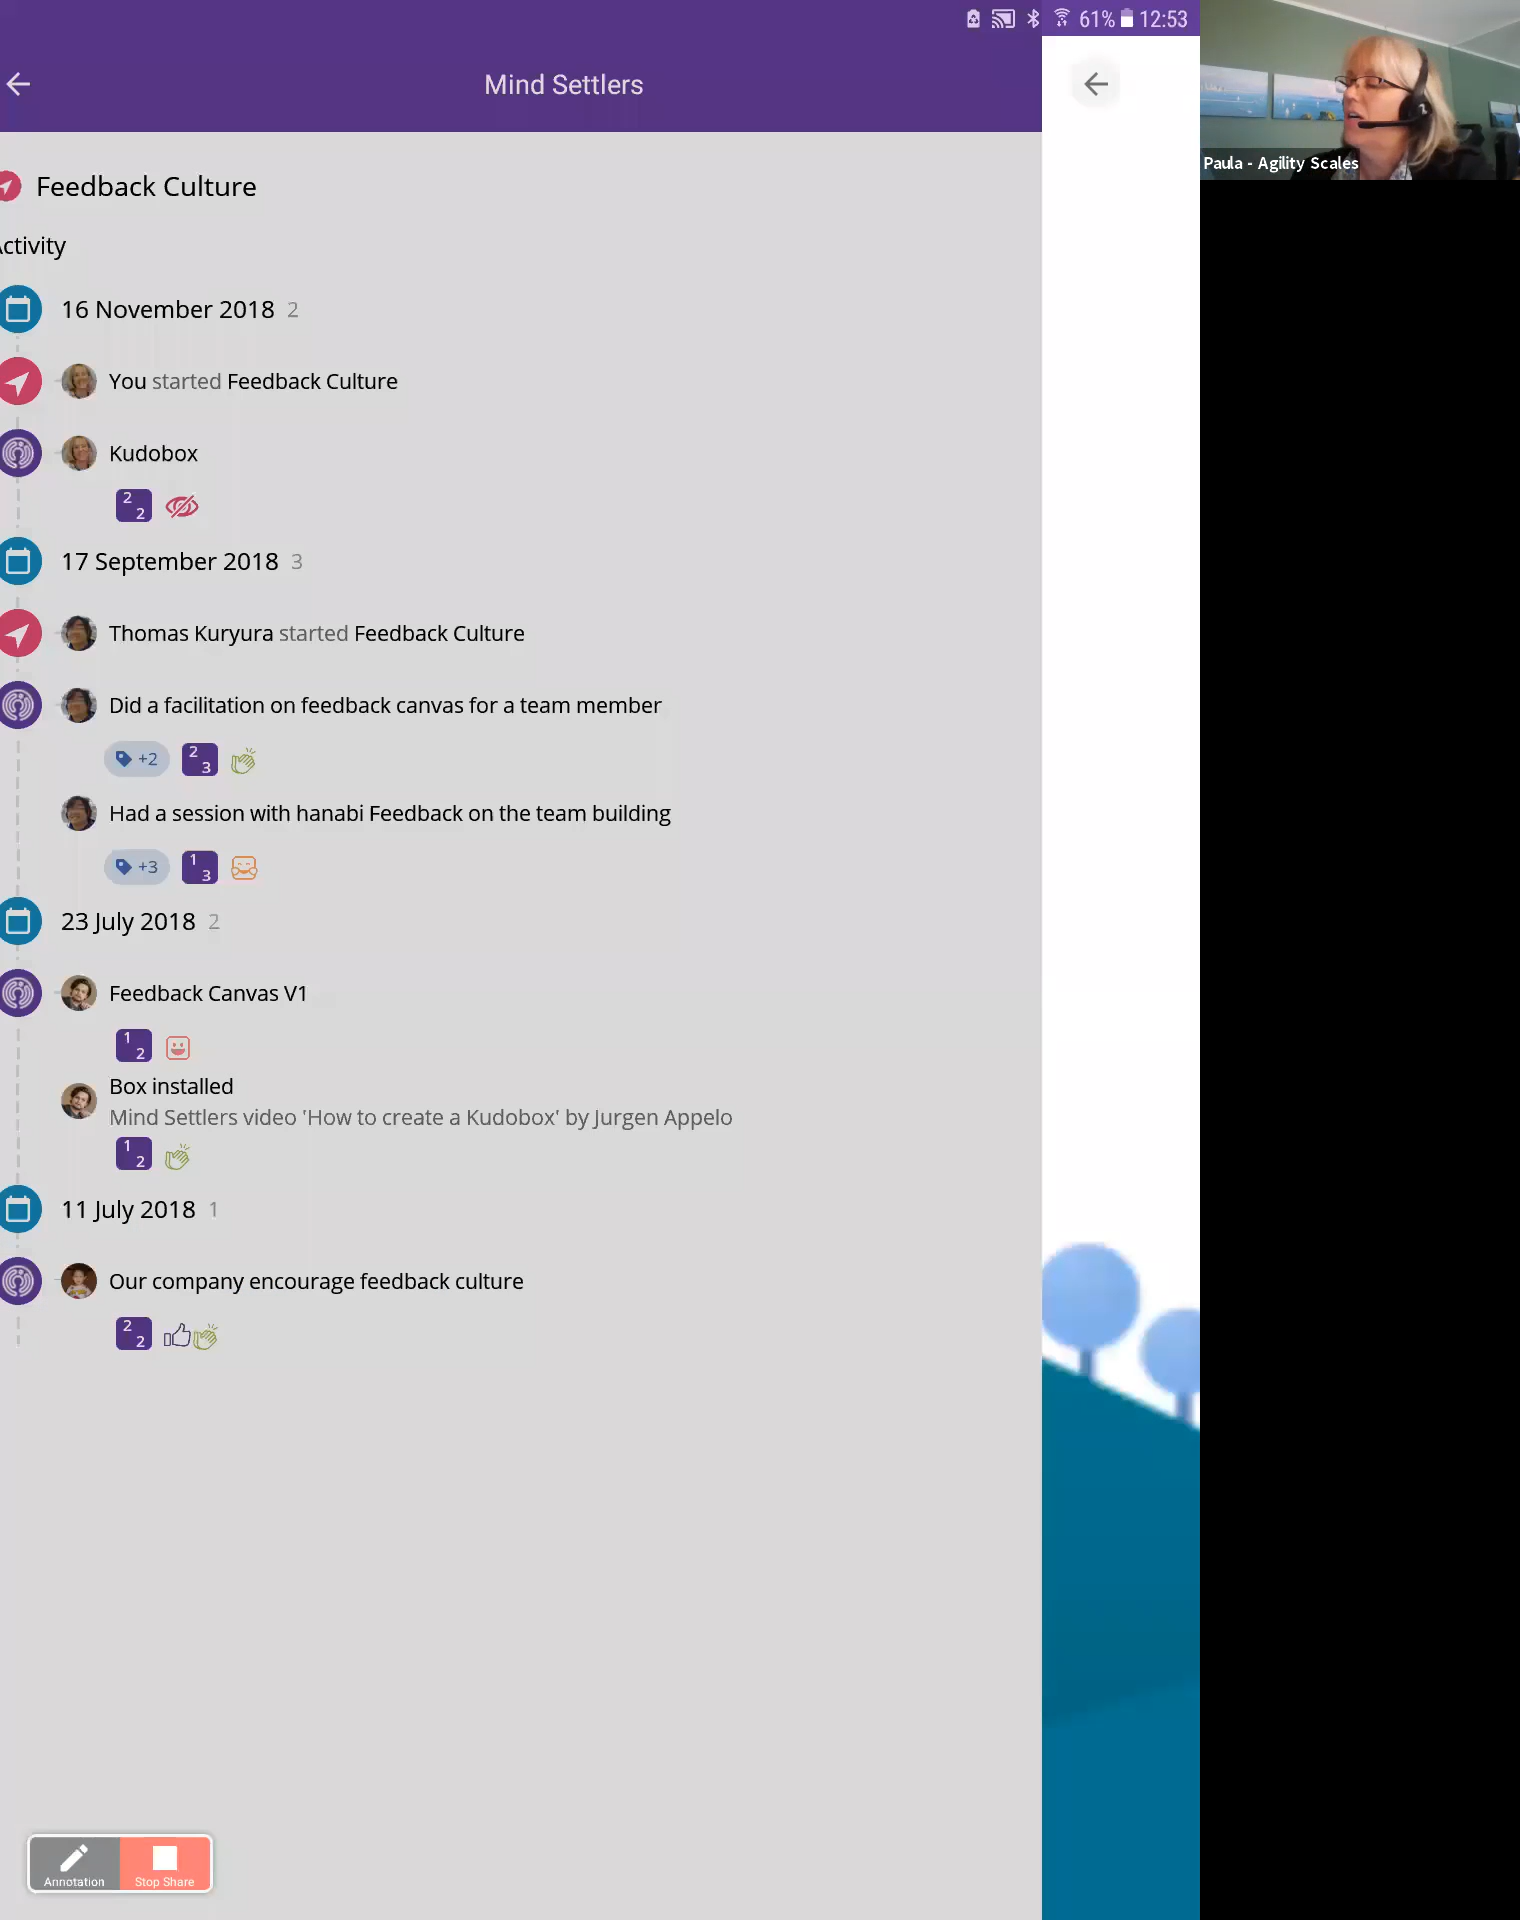 61% 12:53
Mind Settlers
Paula - Agility Scales
Feedback Culture
Activity
16 November 2018 2
You started Feedback Culture
Kudobox
2
2
17 September 2018 3
Thomas Kuryura started Feedback Culture
Did a facilitation on feedback canvas for a team member
+2 2
3
Had a session with hanabi Feedback on the team building
+3 1
3
23 July 2018 2
Feedback Canvas V1
1
2
Box installed
Mind Settlers video 'How to create a Kudobox' by Jurgen Appelo
1
2
11 July 2018 1
Our company encourage feedback culture
2
2
Annotation Stop Share